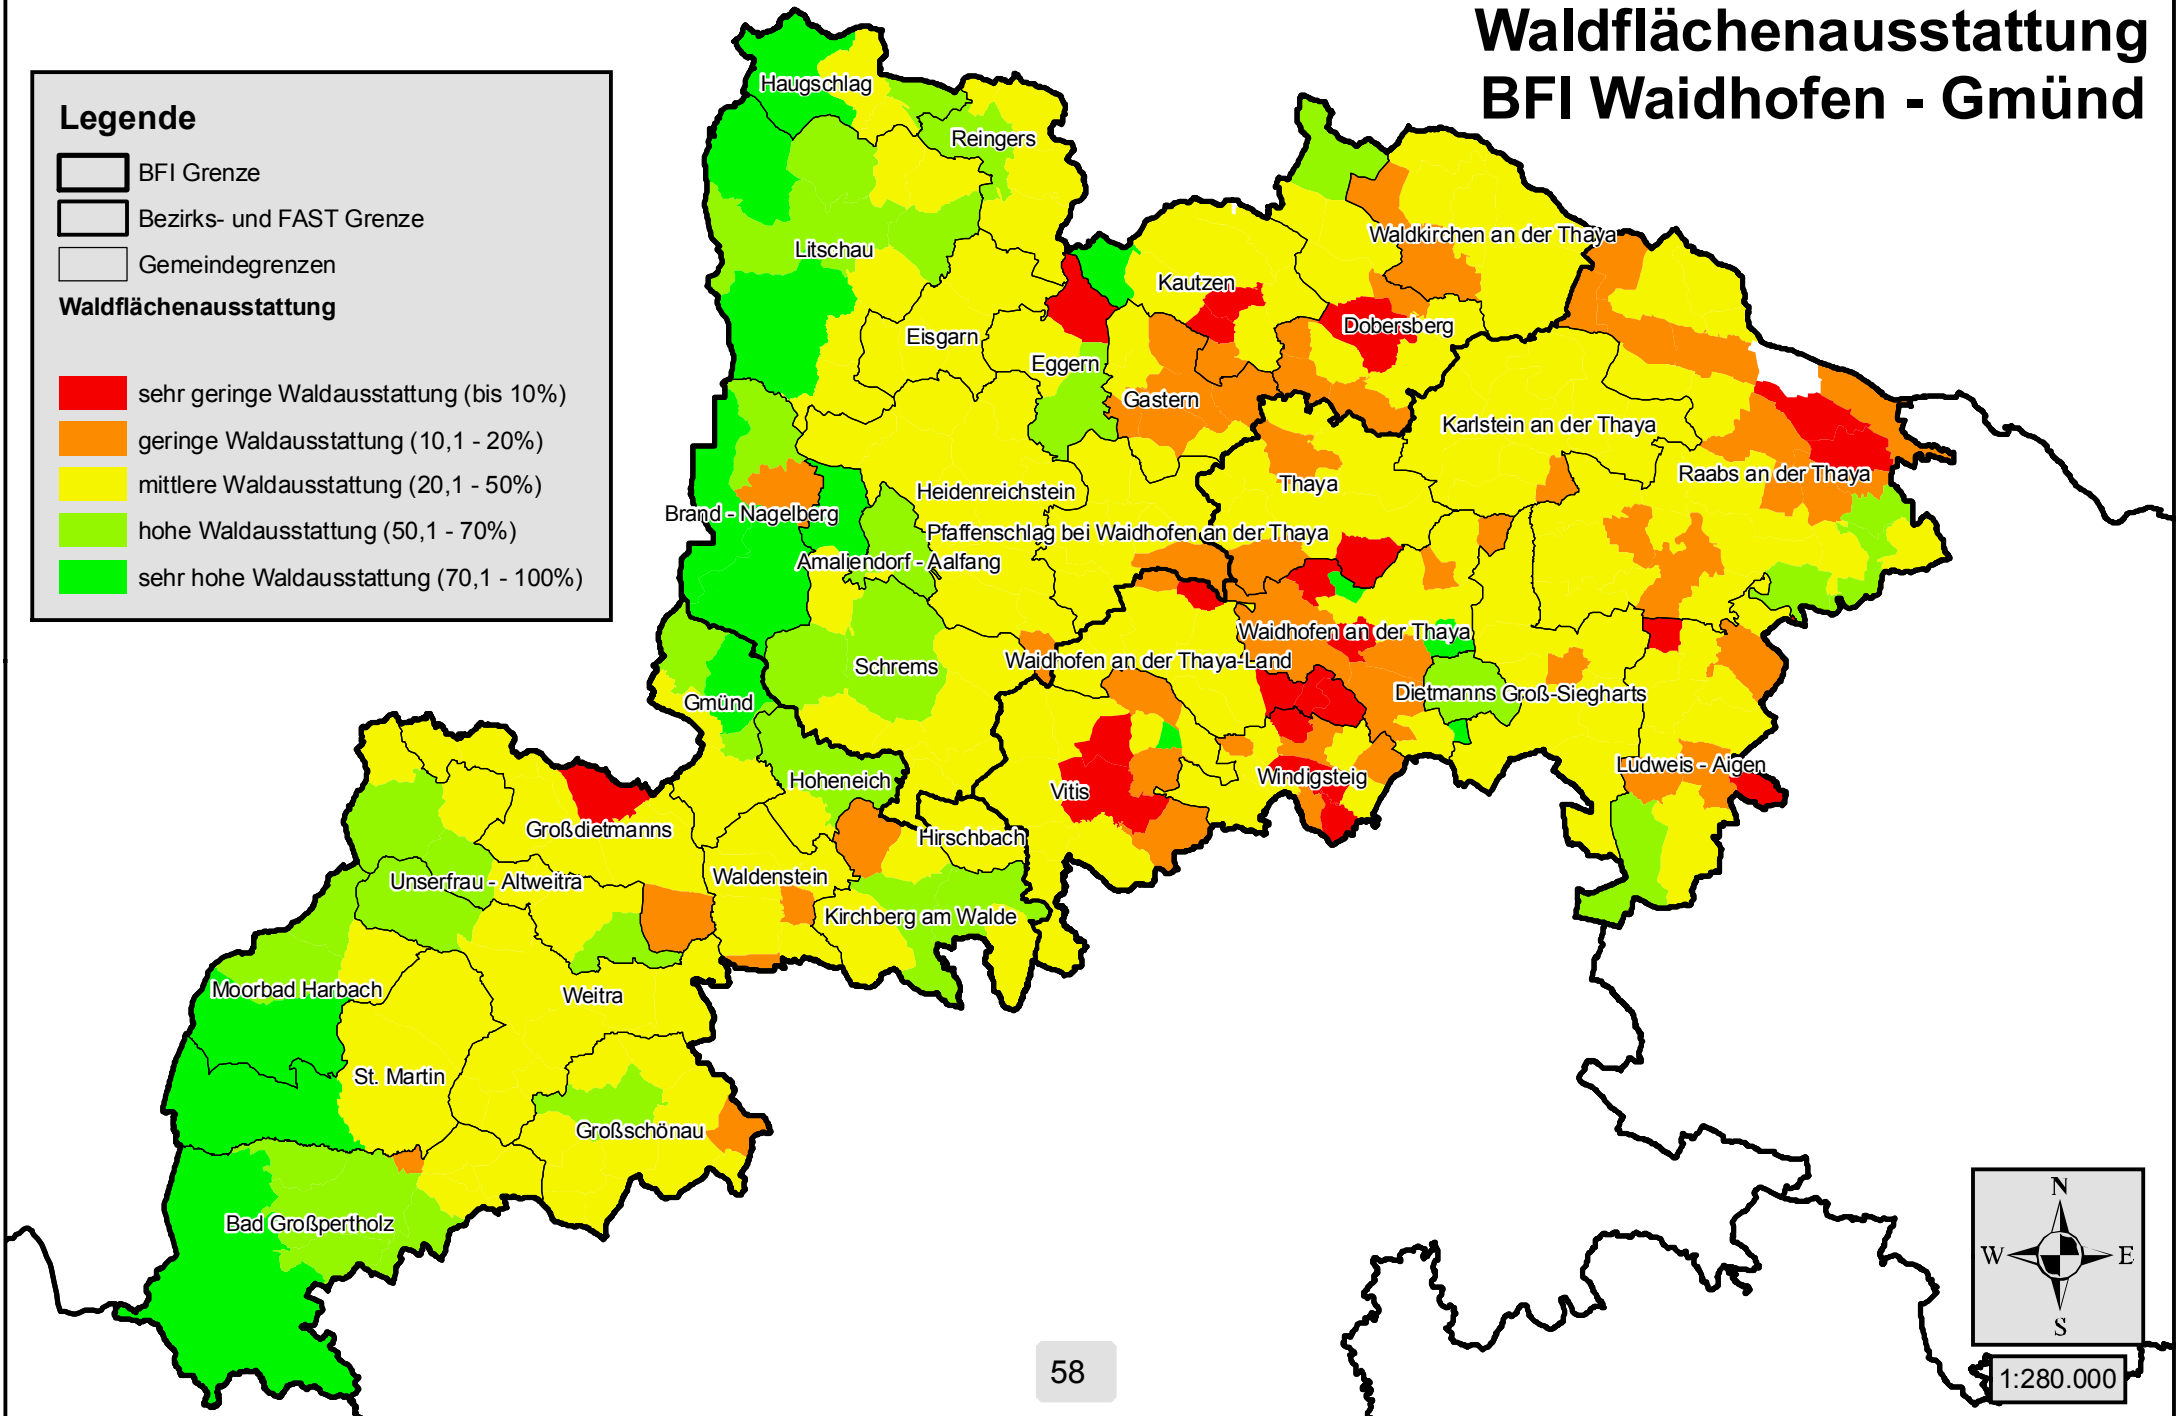 Waldflächenausstattung
BFI Waidhofen - Gmünd
Legende
BFI Grenze
Bezirks- und FAST Grenze
Gemeindegrenzen
Waldflächenausstattung
sehr geringe Waldausstattung (bis 10%)
geringe Waldausstattung (10,1 - 20%)
mittlere Waldausstattung (20,1 - 50%)
hohe Waldausstattung (50,1 - 70%)
sehr hohe Waldausstattung (70,1 - 100%)
Haugschlag
Reingers
Litschau
Waldkirchen an der Thaya
Kautzen
Dobersberg
Eisgarn
Eggern
Gastern
Karlstein an der Thaya
Raabs an der Thaya
Thaya
Heidenreichstein
Brand - Nagelberg
Pfaffenschlag bei Waidhofen an der Thaya
Amaliendorf - Aalfang
Waidhofen an der Thaya
Waidhofen an der Thaya-Land
Schrems
Dietmanns
Groß-Siegharts
Gmünd
Hoheneich
Vitis
Windigsteig
Ludweis - Aigen
Großdietmanns
Hirschbach
Waldenstein
Unserfrau - Altweitra
Kirchberg am Walde
Moorbad Harbach
Weitra
St. Martin
Großschönau
Bad Großpertholz
N
W
E
S
1:280.000
58